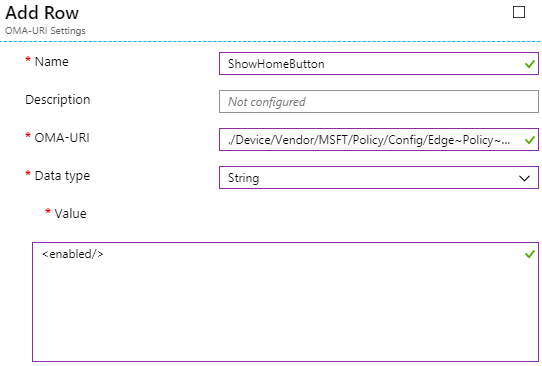 Add Row
OMA-URI Settings
* Name
ShowHomeButton
Description
Not configured
* OMA-URI
./Device/Vendor/MSFT/Policy/Config/Edge~Policy~...
* Data type
String
* Value
<enabled/>